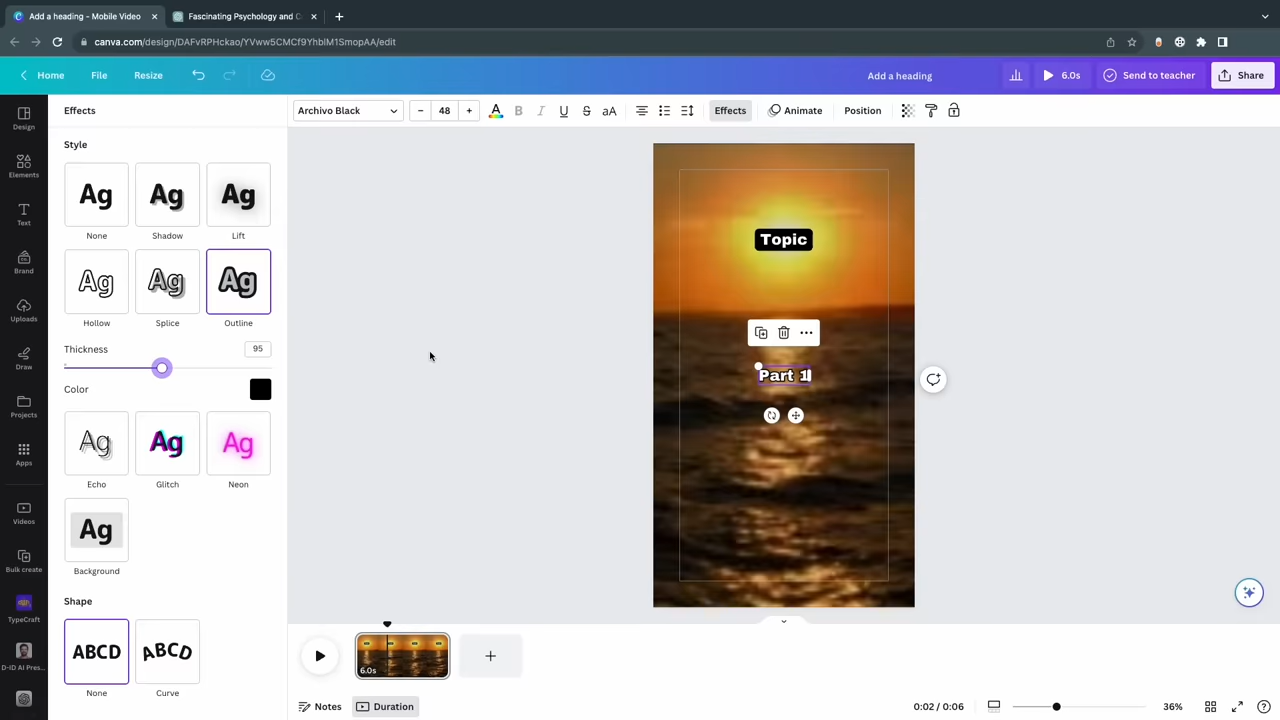 Add a heading - Mobile Video
Fascinating Psychology and C
canva.com/design/DAFvRPHckao/YVww5CMCf9YhblM1SmopAA/edit
Home
File
Resize
Add a heading
6.0s
Send to teacher
Share
Design
Elements
Text
Brand
Uploads
Draw
Projects
Apps
Videos
Bulk create
TypeCraft
D-ID AI Pres...
Effects
Style
Ag
Ag
Ag
None
Shadow
Lift
Ag
Ag
Ag
Hollow
Splice
Outline
Thickness
95
Color
Ag
Ag
Ag
Echo
Glitch
Neon
Ag
Background
Shape
ABCD
ABCD
None
Curve
Archivo Black
48
A
B
I
U
S
aA
Effects
Animate
Position
Topic
Part 1
6.0s
Notes
Duration
0:02 / 0:06
36%